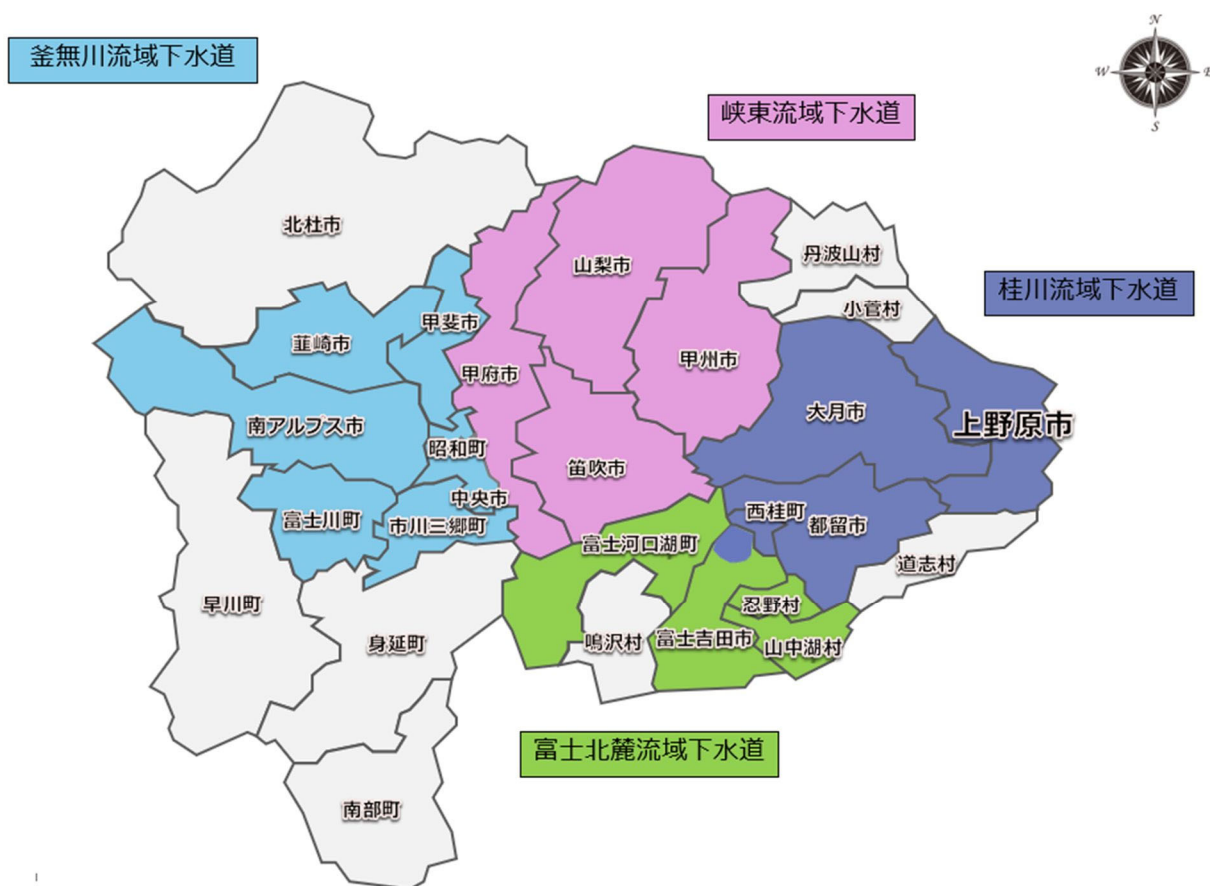 釜無川流域下水道
峡東流域下水道
桂川流域下水道
富士北麓流域下水道
N
W
E
S
北杜市
山梨市
丹波山村
小菅村
甲斐市
韮崎市
甲府市
甲州市
大月市
上野原市
南アルプス市
昭和町
笛吹市
中央市
富士川町
市川三郷町
西桂町
都留市
富士河口湖町
道志村
早川町
忍野村
身延町
鳴沢村
富士吉田市
山中湖村
南部町